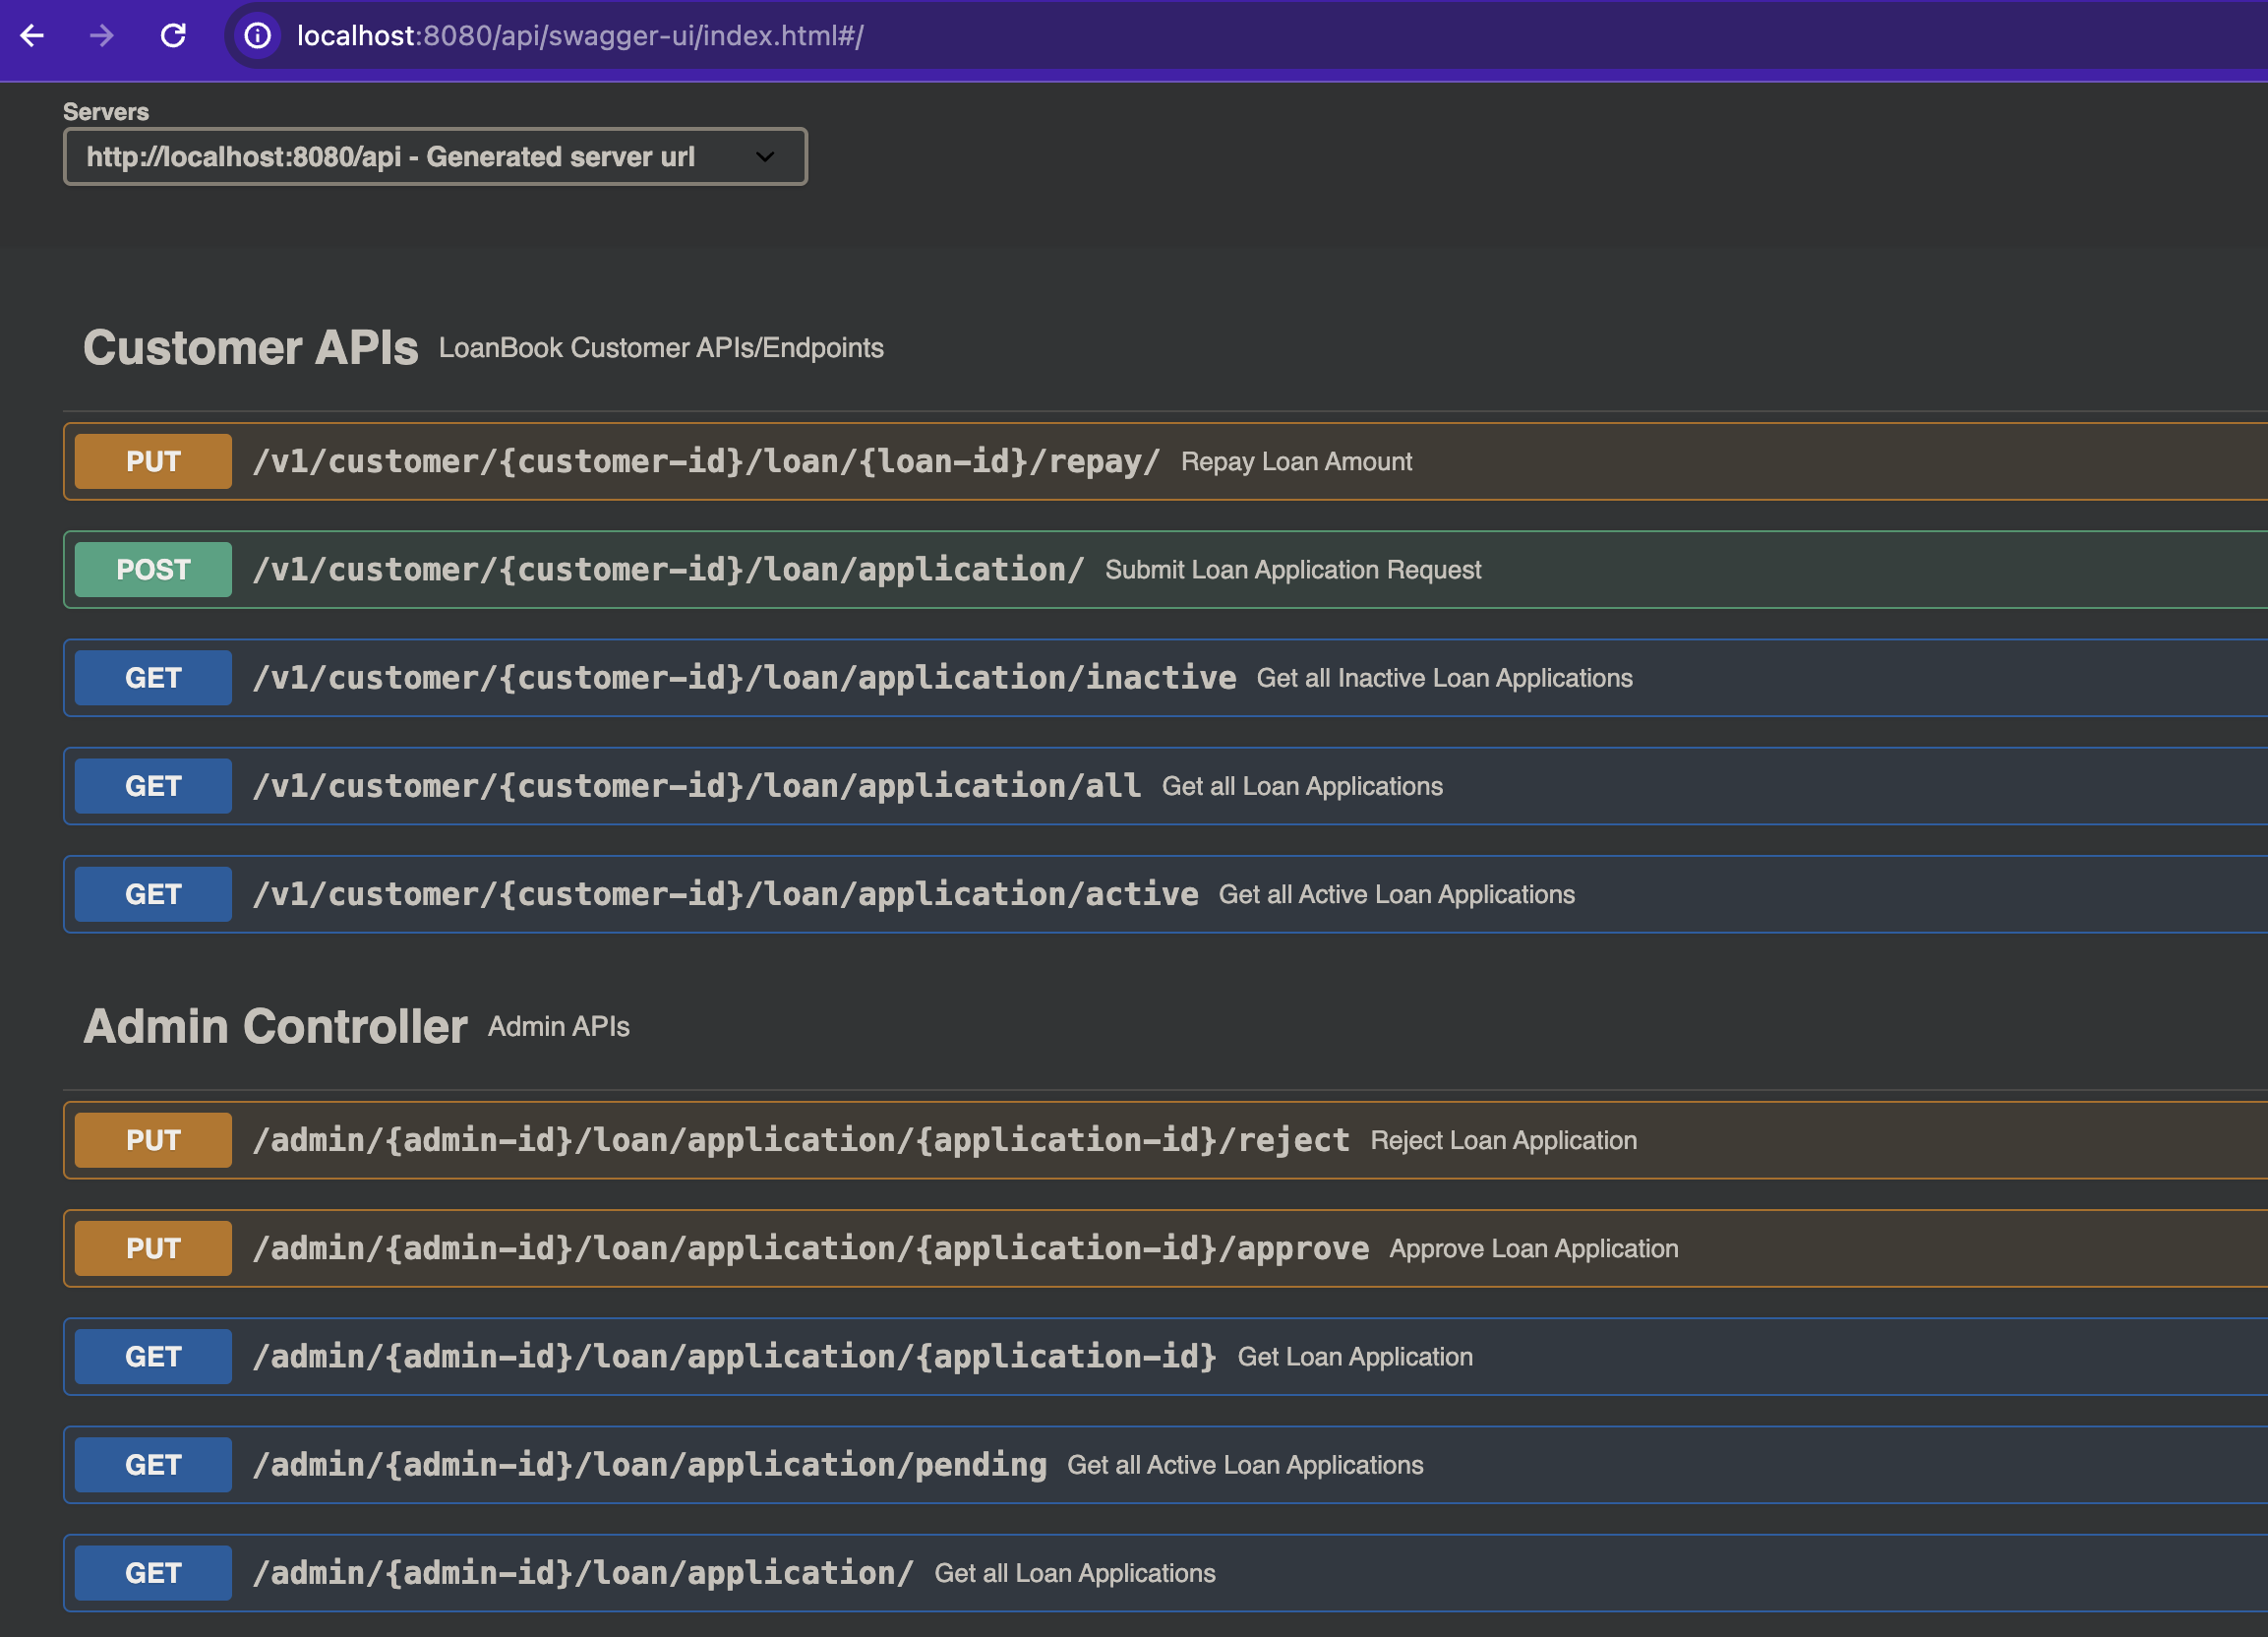 localhost:8080/api/swagger-ui/index.html#/
Servers
http://localhost:8080/api - Generated server url
Customer APIs LoanBook Customer APIs/Endpoints
PUT /v1/customer/{customer-id}/loan/{loan-id}/repay/ Repay Loan Amount
POST /v1/customer/{customer-id}/loan/application/ Submit Loan Application Request
GET /v1/customer/{customer-id}/loan/application/inactive Get all Inactive Loan Applications
GET /v1/customer/{customer-id}/loan/application/all Get all Loan Applications
GET /v1/customer/{customer-id}/loan/application/active Get all Active Loan Applications
Admin Controller Admin APIs
PUT /admin/{admin-id}/loan/application/{application-id}/reject Reject Loan Application
PUT /admin/{admin-id}/loan/application/{application-id}/approve Approve Loan Application
GET /admin/{admin-id}/loan/application/{application-id} Get Loan Application
GET /admin/{admin-id}/loan/application/pending Get all Active Loan Applications
GET /admin/{admin-id}/loan/application/ Get all Loan Applications